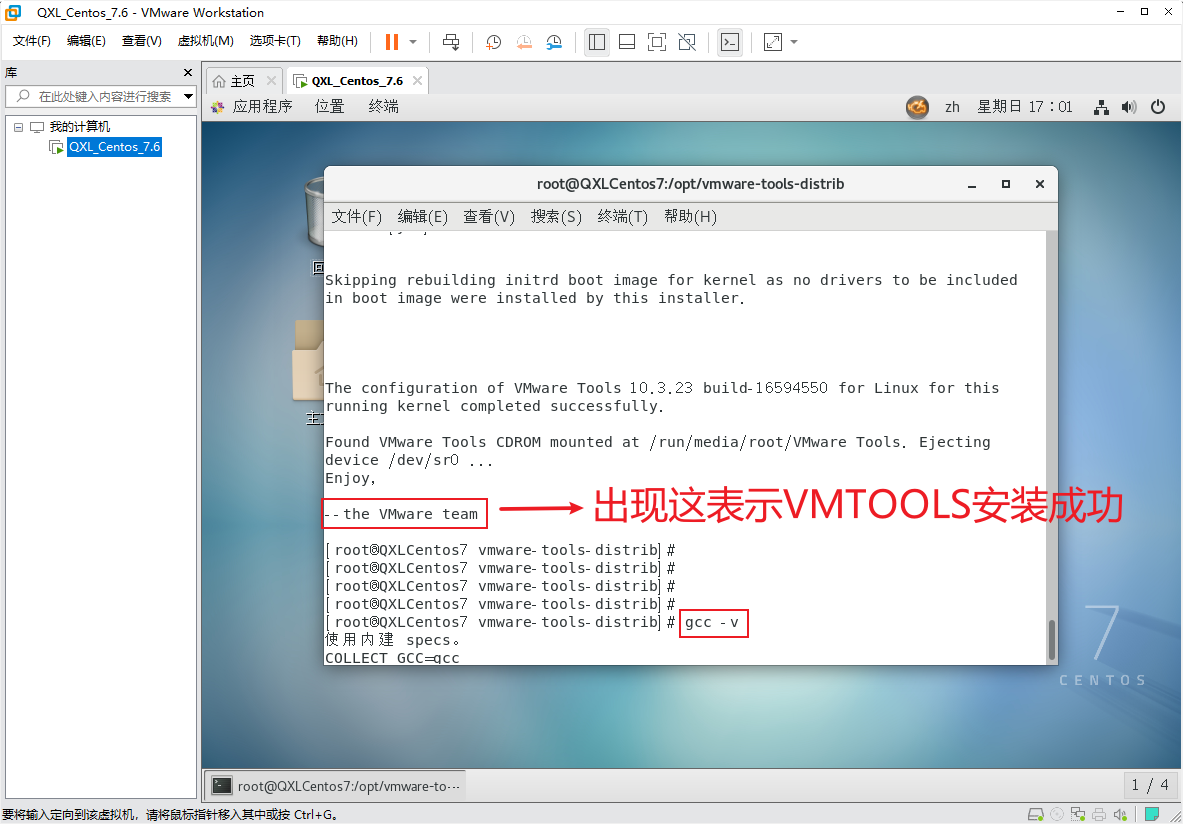 QXL_Centos_7.6 - VMware Workstation
文件(F) 编辑(E) 查看(V) 虚拟机(M) 选项卡(T) 帮助(H)
库
在此处键入内容进行搜索
我的计算机
QXL_Centos_7.6
主页 QXL_Centos_7.6
应用程序 位置 终端 zh 星期日 17：01
root@QXLCentos7:/opt/vmware-tools-distrib
文件(F) 编辑(E) 查看(V) 搜索(S) 终端(T) 帮助(H)
Skipping rebuilding initrd boot image for kernel as no drivers to be included
in boot image were installed by this installer.
The configuration of VMware Tools 10.3.23 build-16594550 for Linux for this
running kernel completed successfully.
Found VMware Tools CDROM mounted at /run/media/root/VMware Tools. Ejecting
device /dev/sr0 ...
Enjoy,
--the VMware team
出现这表示VMTOOLS安装成功
[root@QXLCentos7 vmware-tools-distrib]#
[root@QXLCentos7 vmware-tools-distrib]#
[root@QXLCentos7 vmware-tools-distrib]#
[root@QXLCentos7 vmware-tools-distrib]#
[root@QXLCentos7 vmware-tools-distrib]# gcc -v
使用内建 specs。
COLLECT_GCC=gcc
7
CENTOS
root@QXLCentos7:/opt/vmware-to···
1 / 4
要将输入定向到该虚拟机，请将鼠标指针移入其中或按 Ctrl+G。